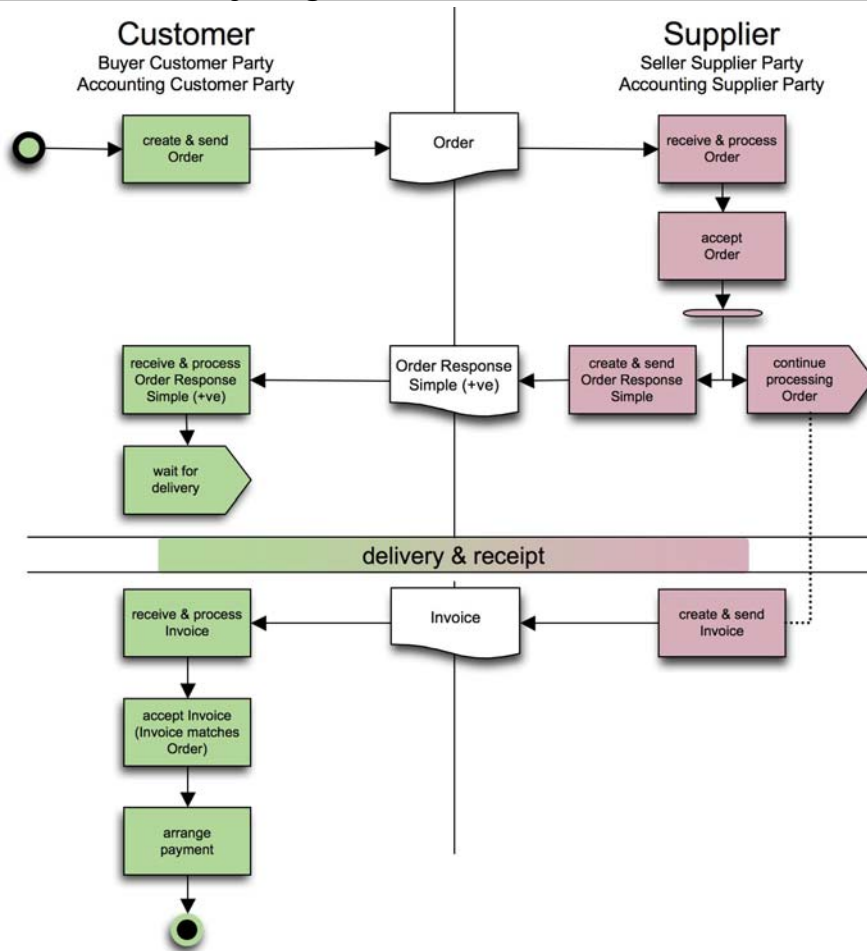 Customer
Buyer Customer Party
Accounting Customer Party
Supplier
Seller Supplier Party
Accounting Supplier Party
create & send
Order
Order
receive & process
Order
accept
Order
receive & process
Order Response
Simple (+ve)
Order Response
Simple (+ve)
create & send
Order Response
Simple
continue
processing
Order
wait for
delivery
delivery & receipt
receive & process
Invoice
Invoice
create & send
Invoice
accept Invoice
(Invoice matches
Order)
arrange
payment